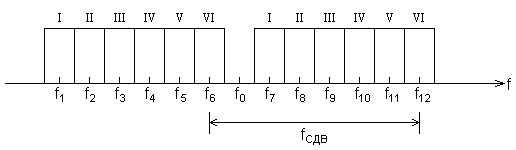 I II III IV V VI I II III IV V VI
f
f1 f2 f3 f4 f5 f6 f0 f7 f8 f9 f10 f11 f12
fСДВ